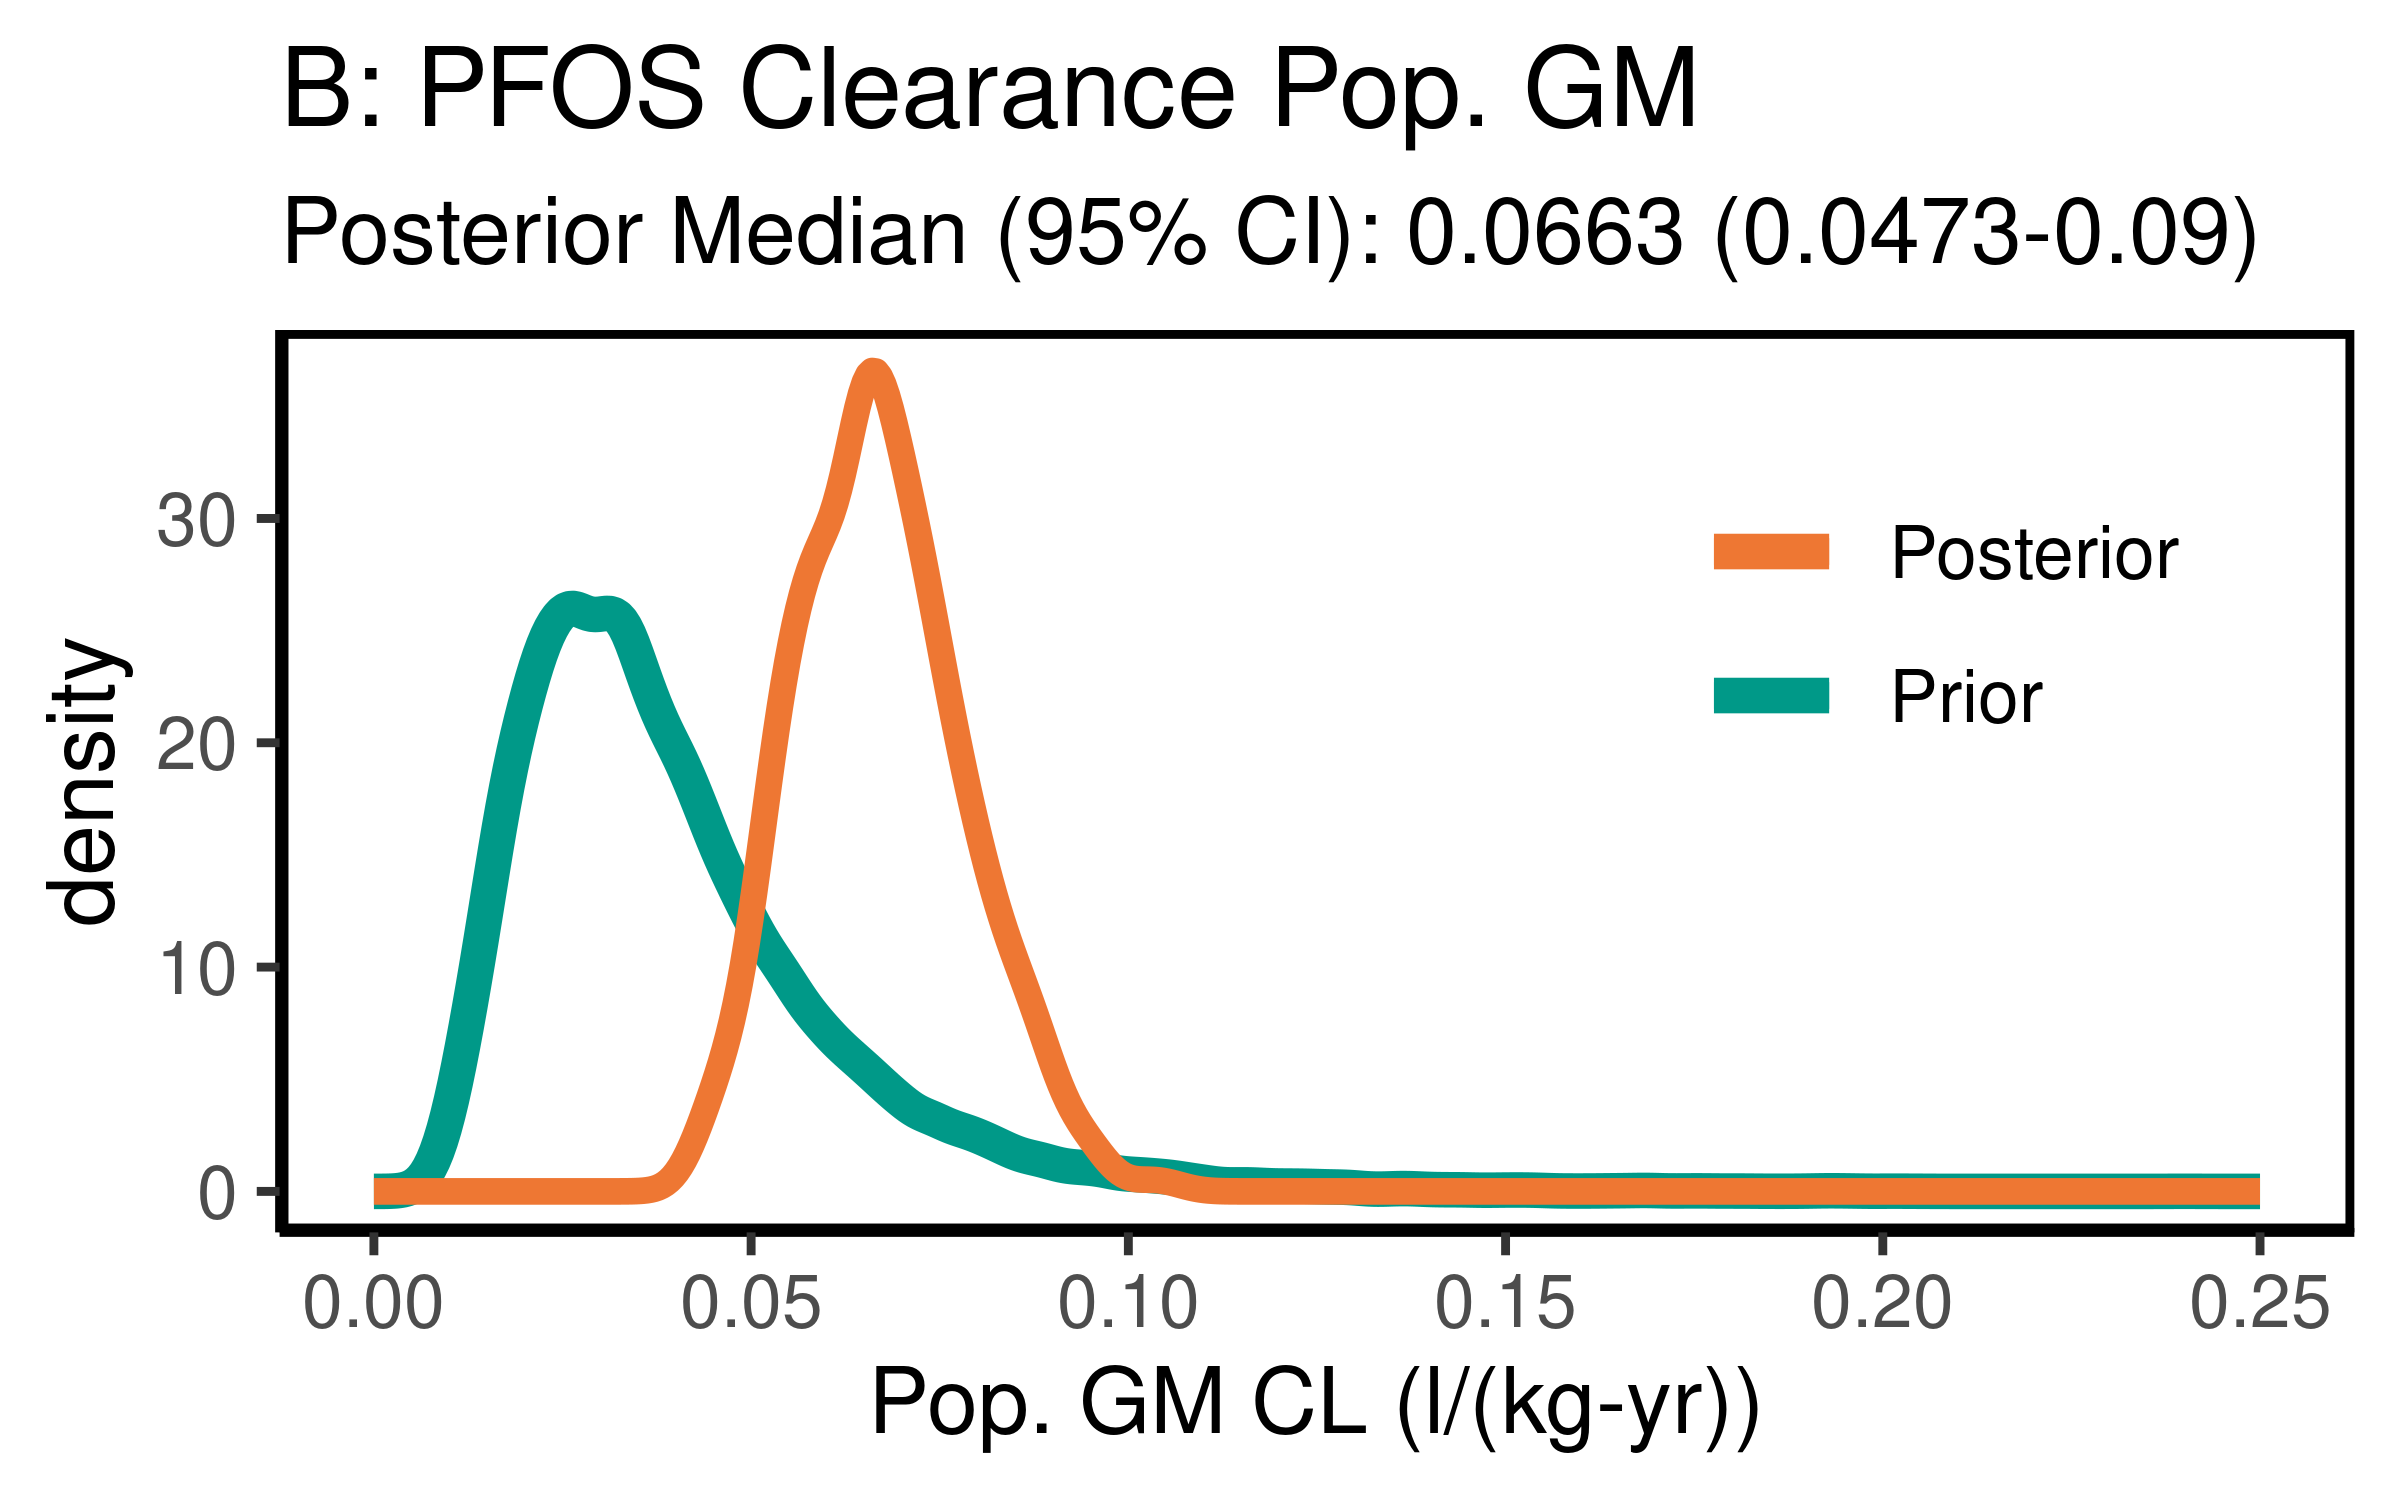 B: PFOS Clearance Pop. GM
Posterior Median (95% CI): 0.0663 (0.0473-0.09)
density
30
20
10
0
Posterior
Prior
0.00 0.05 0.10 0.15 0.20 0.25
Pop. GM CL (l/(kg-yr))